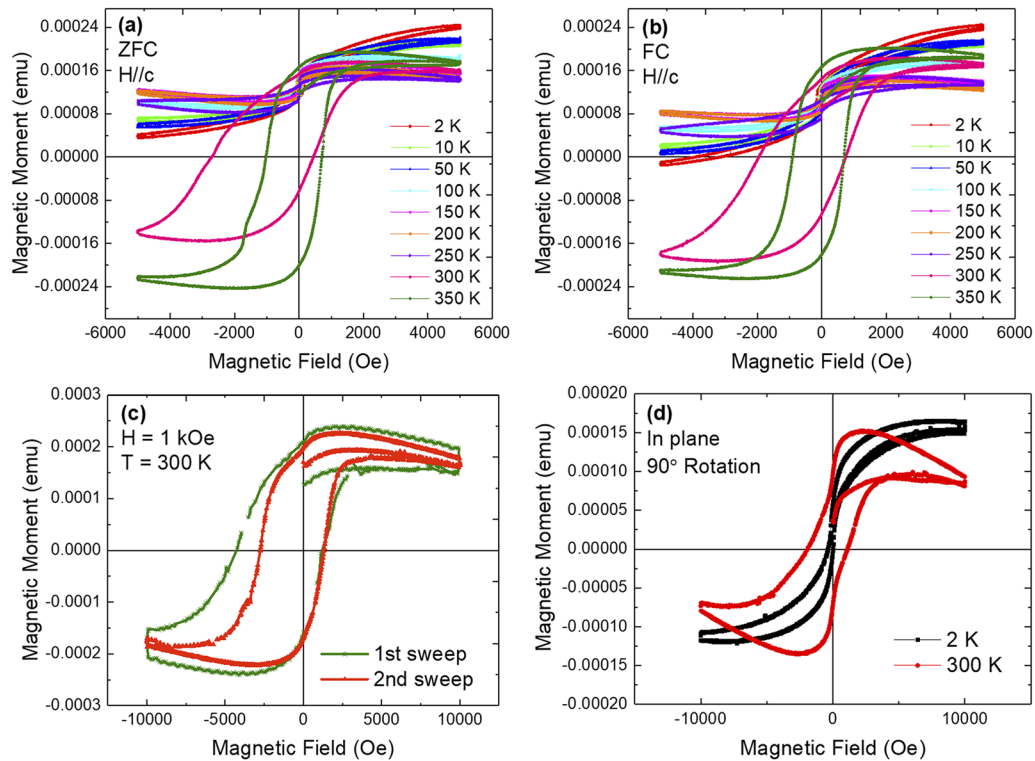 (a)
ZFC
H//c
0.00024
0.00016
0.00008
0.00000
-0.00008
-0.00016
-0.00024
Magnetic Moment (emu)
2 K
10 K
50 K
100 K
150 K
200 K
250 K
300 K
350 K
-6000 -4000 -2000 0 2000 4000 6000
Magnetic Field (Oe)
(b)
FC
H//c
0.00024
0.00016
0.00008
0.00000
-0.00008
-0.00016
-0.00024
Magnetic Moment (emu)
2 K
10 K
50 K
100 K
150 K
200 K
250 K
300 K
350 K
-6000 -4000 -2000 0 2000 4000 6000
Magnetic Field (Oe)
(c)
H = 1 kOe
T = 300 K
0.0003
0.0002
0.0001
0.0000
-0.0001
-0.0002
-0.0003
Magnetic Moment (emu)
1st sweep
2nd sweep
-10000 -5000 0 5000 10000
Magnetic Field (Oe)
(d)
In plane
90° Rotation
0.00020
0.00015
0.00010
0.00005
0.00000
-0.00005
-0.00010
-0.00015
-0.00020
Magnetic Moment (emu)
2 K
300 K
-10000 0 10000
Magnetic Field (Oe)